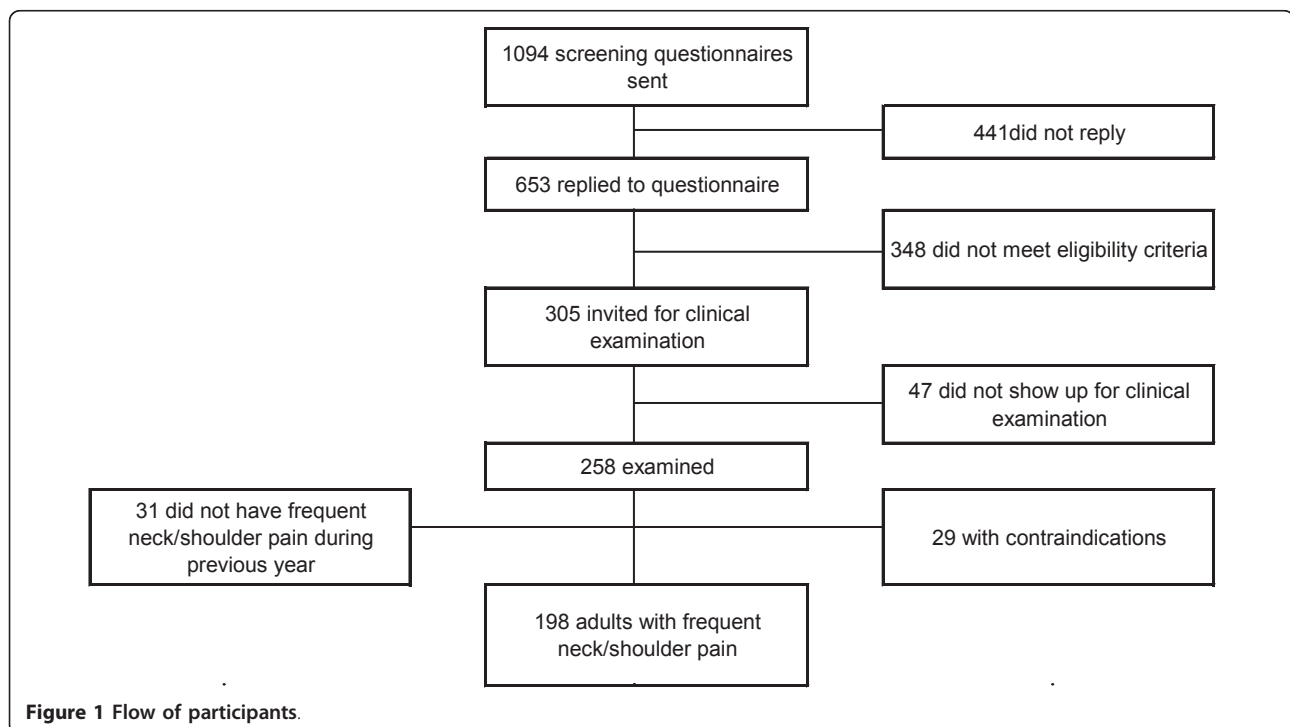 1094 screening questionnaires
sent
441did not reply
653 replied to questionnaire
348 did not meet eligibility criteria
305 invited for clinical
examination
47 did not show up for clinical
examination
258 examined
31 did not have frequent
neck/shoulder pain during
previous year
29 with contraindications
198 adults with frequent
neck/shoulder pain
Figure 1 Flow of participants.